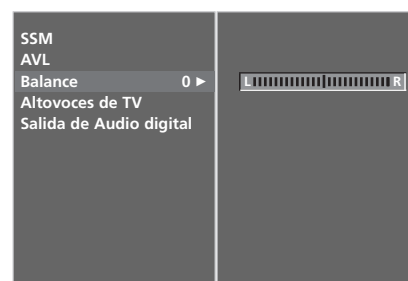 SSM
AVL
Balance 0 ►
L R
Altovoces de TV
Salida de Audio digital